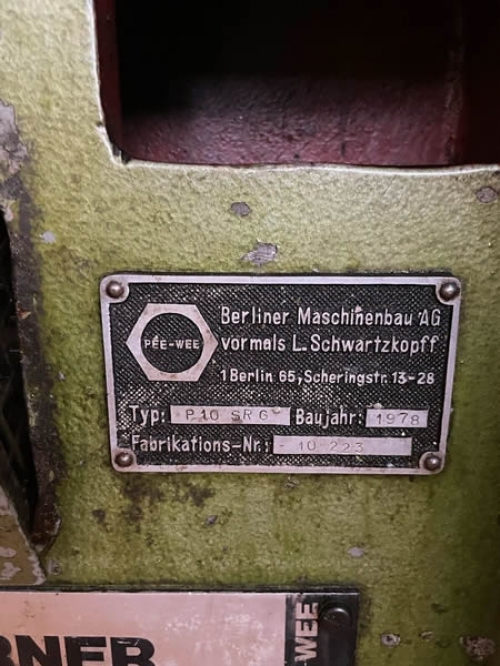 PEE-WEE
Berliner Maschinenbau AG
vormals L. Schwartzkopff
1 Berlin 65, Scheringstr. 13-28
Typ: P10 SRG Baujahr: 1978
Fabrikations-Nr.: 10 223
RNER
-WEE